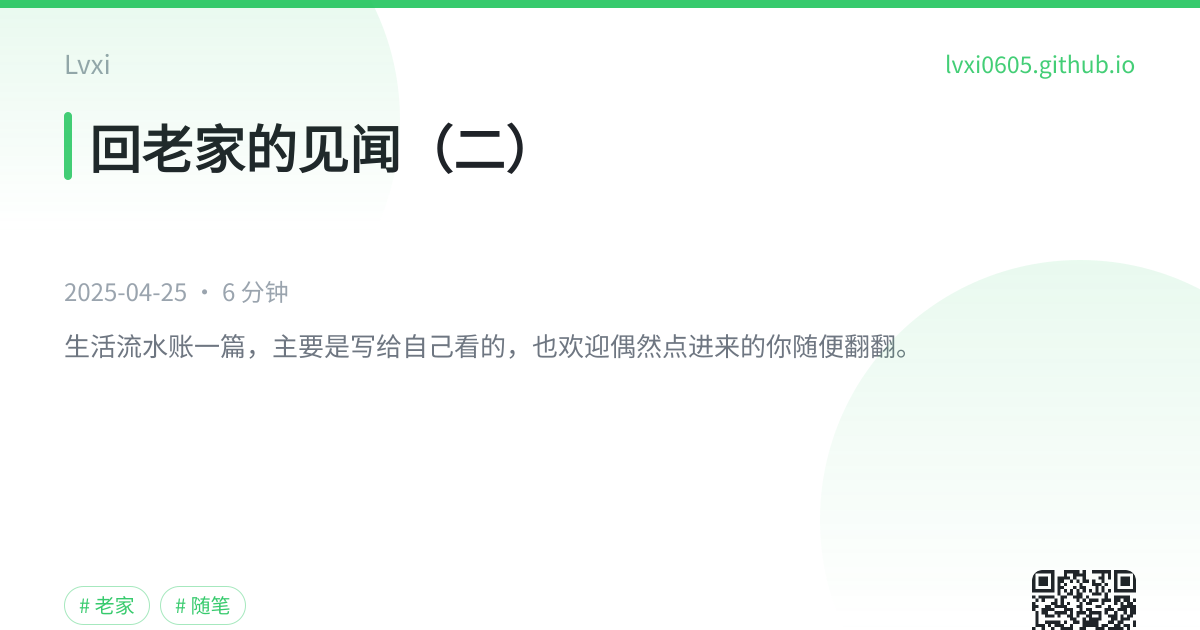 Lvxi
lvxi0605.github.io
回老家的见闻（二）
2025-04-25 · 6 分钟
生活流水账一篇，主要是写给自己看的，也欢迎偶然点进来的你随便翻翻。
# 老家
# 随笔